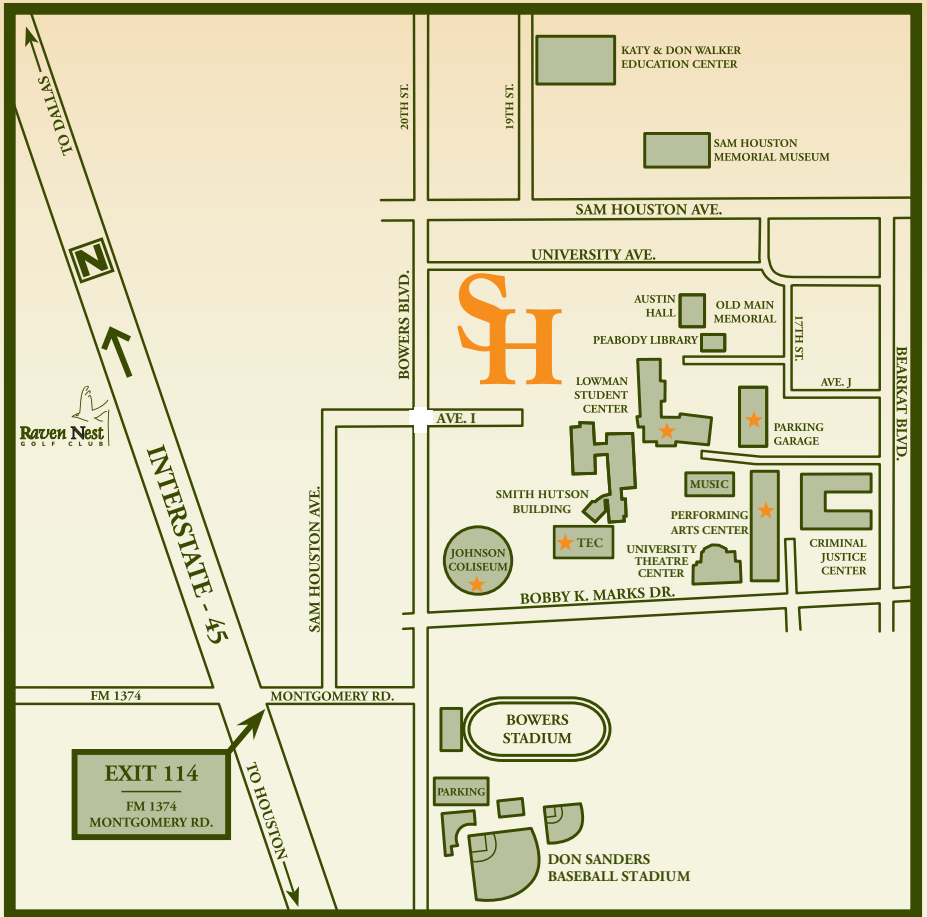 KATY & DON WALKER
EDUCATION CENTER
20TH ST.
19TH ST.
TO DALLAS
SAM HOUSTON
MEMORIAL MUSEUM
SAM HOUSTON AVE.
UNIVERSITY AVE.
N
BOWERS BLVD.
SH
AUSTIN
HALL
OLD MAIN
MEMORIAL
PEABODY LIBRARY
17TH ST.
BEARKAT BLVD.
LOWMAN
STUDENT
CENTER
AVE. J
Raven Nest
GOLF CLUB
AVE. I
PARKING
GARAGE
INTERSTATE - 45
SAM HOUSTON AVE.
SMITH HUTSON
BUILDING
MUSIC
PERFORMING
ARTS CENTER
JOHNSON
COLISEUM
TEC
UNIVERSITY
THEATRE
CENTER
CRIMINAL
JUSTICE
CENTER
BOBBY K. MARKS DR.
FM 1374
MONTGOMERY RD.
BOWERS
STADIUM
EXIT 114
FM 1374
MONTGOMERY RD.
TO HOUSTON
PARKING
DON SANDERS
BASEBALL STADIUM